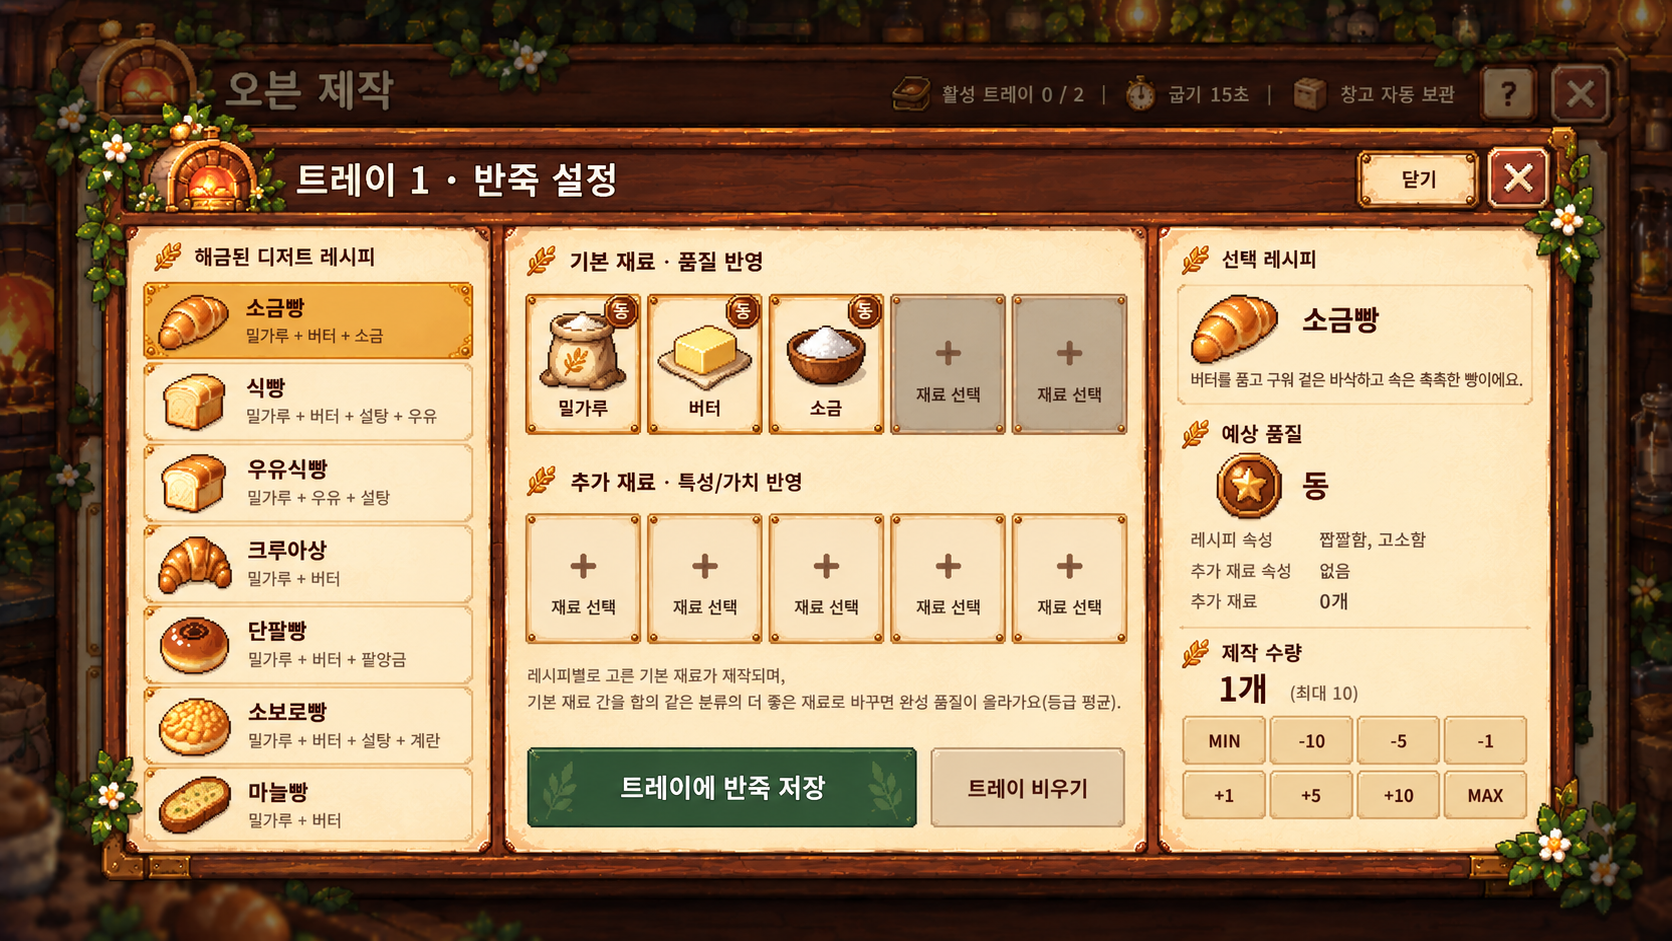 오븐 제작
활성 트레이 0 / 2 | 굽기 15초 | 창고 자동 보관
?
트레이 1 · 반죽 설정
닫기
해금된 디저트 레시피
소금빵
밀가루 + 버터 + 소금
식빵
밀가루 + 버터 + 설탕 + 우유
우유식빵
밀가루 + 우유 + 설탕
크루아상
밀가루 + 버터
단팥빵
밀가루 + 버터 + 팥앙금
소보로빵
밀가루 + 버터 + 설탕 + 계란
마늘빵
밀가루 + 버터
기본 재료 · 품질 반영
동
밀가루
동
버터
동
소금
+
재료 선택
+
재료 선택
추가 재료 · 특성/가치 반영
+
재료 선택
+
재료 선택
+
재료 선택
+
재료 선택
+
재료 선택
레시피별로 고른 기본 재료가 재작되며,
기본 재료 간을 합의 같은 분류의 더 좋은 재료로 바꾸면 완성 품질이 올라가요(등급 평균).
트레이에 반죽 저장
트레이 비우기
선택 레시피
소금빵
버터를 품고 구워 겉은 바삭하고 속은 촉촉한 빵이에요.
예상 품질
동
레시피 속성 짭짤함, 고소함
추가 재료 속성 없음
추가 재료 0개
제작 수량
1개 (최대 10)
MIN -10 -5 -1
+1 +5 +10 MAX